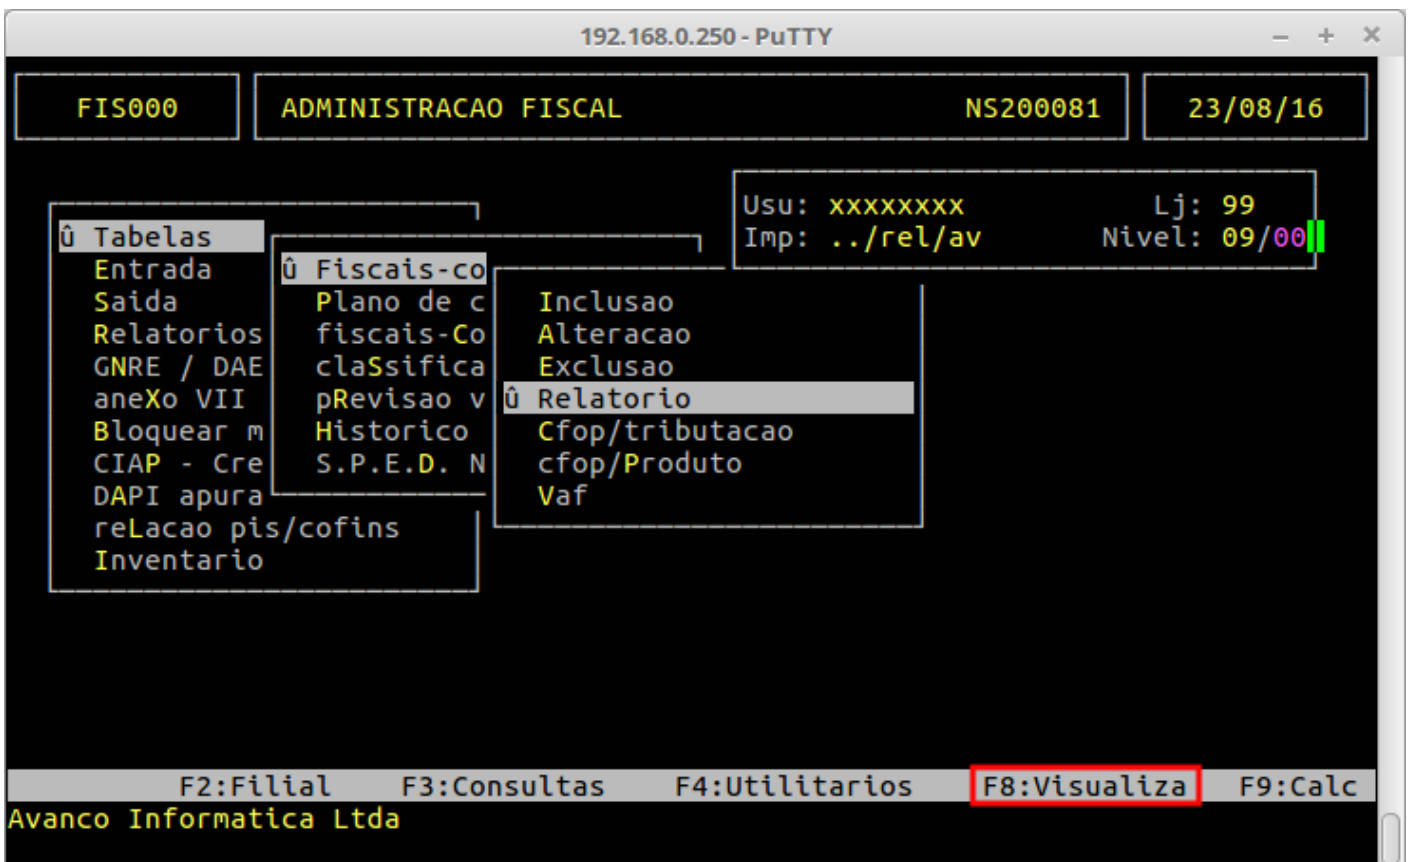 192.168.0.250 - PuTTY
FIS000 ADMINISTRACAO FISCAL NS200081 23/08/16
Usu: xxxxxxxx Lj: 99
Imp: ../rel/av Nivel: 09/00
û Tabelas
Entrada
Saida
Relatorios
GNRE / DAE
aneXo VII
Bloquear m
CIAP - Cre
DAPI apura
reLacao pis/cofins
Inventario
û Fiscais-co
Plano de c
fiscais-Co
claSsifica
pRevisao v
Historico
S.P.E.D. N
Inclusao
Alteracao
Exclusao
û Relatorio
Cfop/tributacao
cfop/Produto
Vaf
F2:Filial F3:Consultas F4:Utilitarios F8:Visualiza F9:Calc
Avanco Informatica Ltda